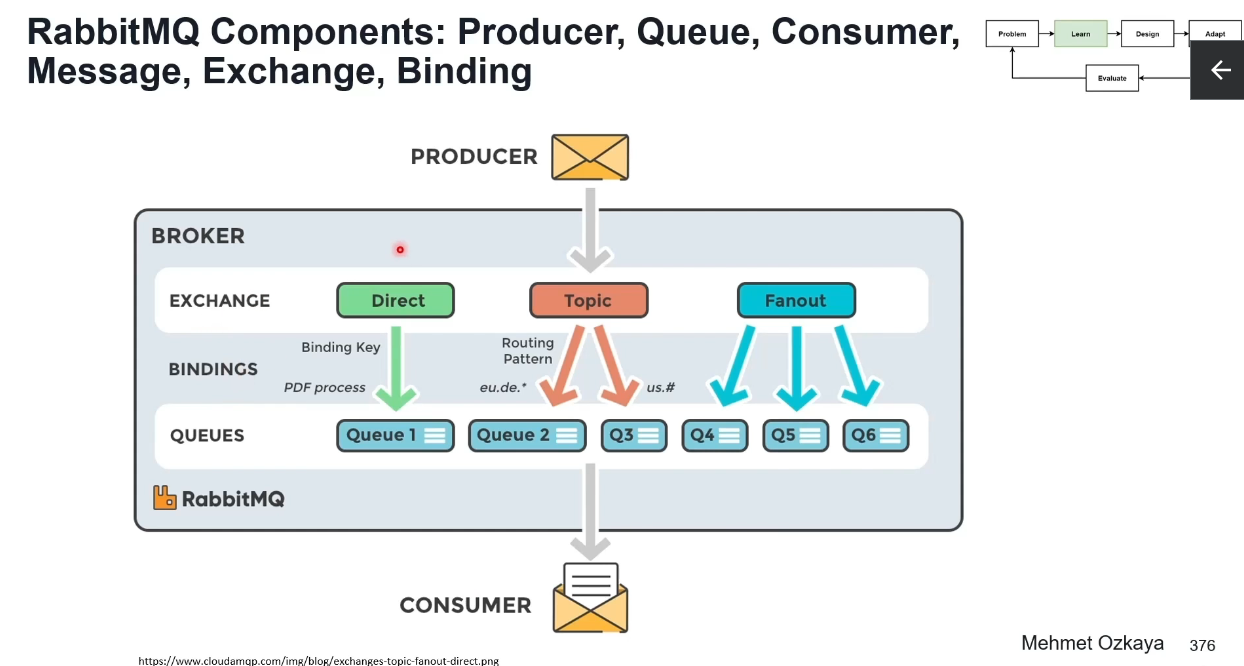 RabbitMQ Components: Producer, Queue, Consumer,
Message, Exchange, Binding
Problem
Learn
Design
Adapt
Evaluate
PRODUCER
BROKER
EXCHANGE
Direct
Topic
Fanout
Binding Key
Routing
Pattern
BINDINGS
PDF process
eu.de.*
us.#
QUEUES
Queue 1
Queue 2
Q3
Q4
Q5
Q6
RabbitMQ
CONSUMER
Mehmet Ozkaya
376
https://www.cloudamqp.com/img/blog/exchanges-topic-fanout-direct.png